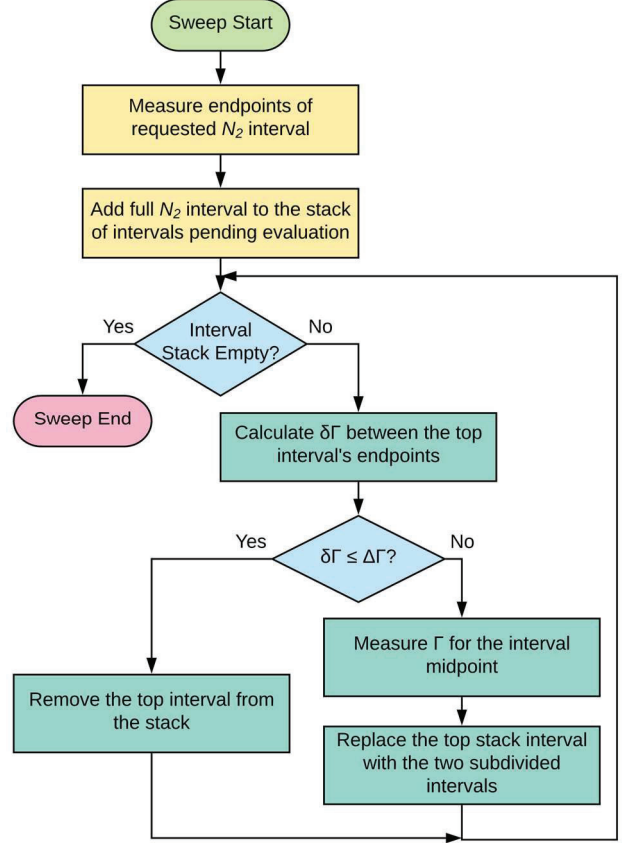 Sweep Start
Measure endpoints of
requested N₂ interval
Add full N₂ interval to the stack
of intervals pending evaluation
Yes
Interval
Stack Empty?
No
Sweep End
Calculate δΓ between the top
interval's endpoints
Yes
δΓ ≤ ΔΓ?
No
Measure Γ for the interval
midpoint
Remove the top interval from
the stack
Replace the top stack interval
with the two subdivided
intervals